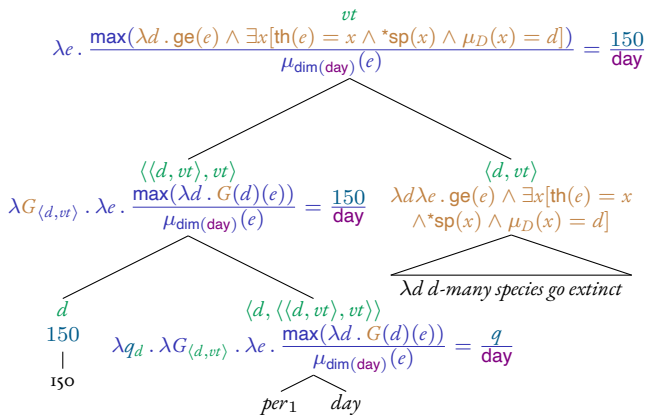 vt
λe . max(λd . ge(e) ∧ ∃x[th(e) = x ∧ *sp(x) ∧ μ_D(x) = d]) / μ_dim(day)(e) = 150 / day
⟨⟨d, vt⟩, vt⟩
λG_⟨d,vt⟩ . λe . max(λd . G(d)(e)) / μ_dim(day)(e) = 150 / day
⟨d, vt⟩
λdλe . ge(e) ∧ ∃x[th(e) = x
∧*sp(x) ∧ μ_D(x) = d]
λd d-many species go extinct
d
150
150
⟨d, ⟨⟨d, vt⟩, vt⟩⟩
λq_d . λG_⟨d,vt⟩ . λe . max(λd . G(d)(e)) / μ_dim(day)(e) = q / day
per₁ day